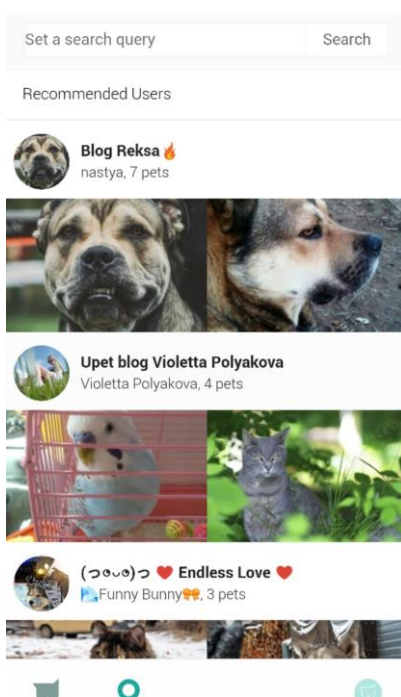 Set a search query Search
Recommended Users
Blog Reksa🔥
nastya, 7 pets
Upet blog Violetta Polyakova
Violetta Polyakova, 4 pets
(っ◔◡◔)っ ♥ Endless Love ♥
Funny Bunny🎀, 3 pets